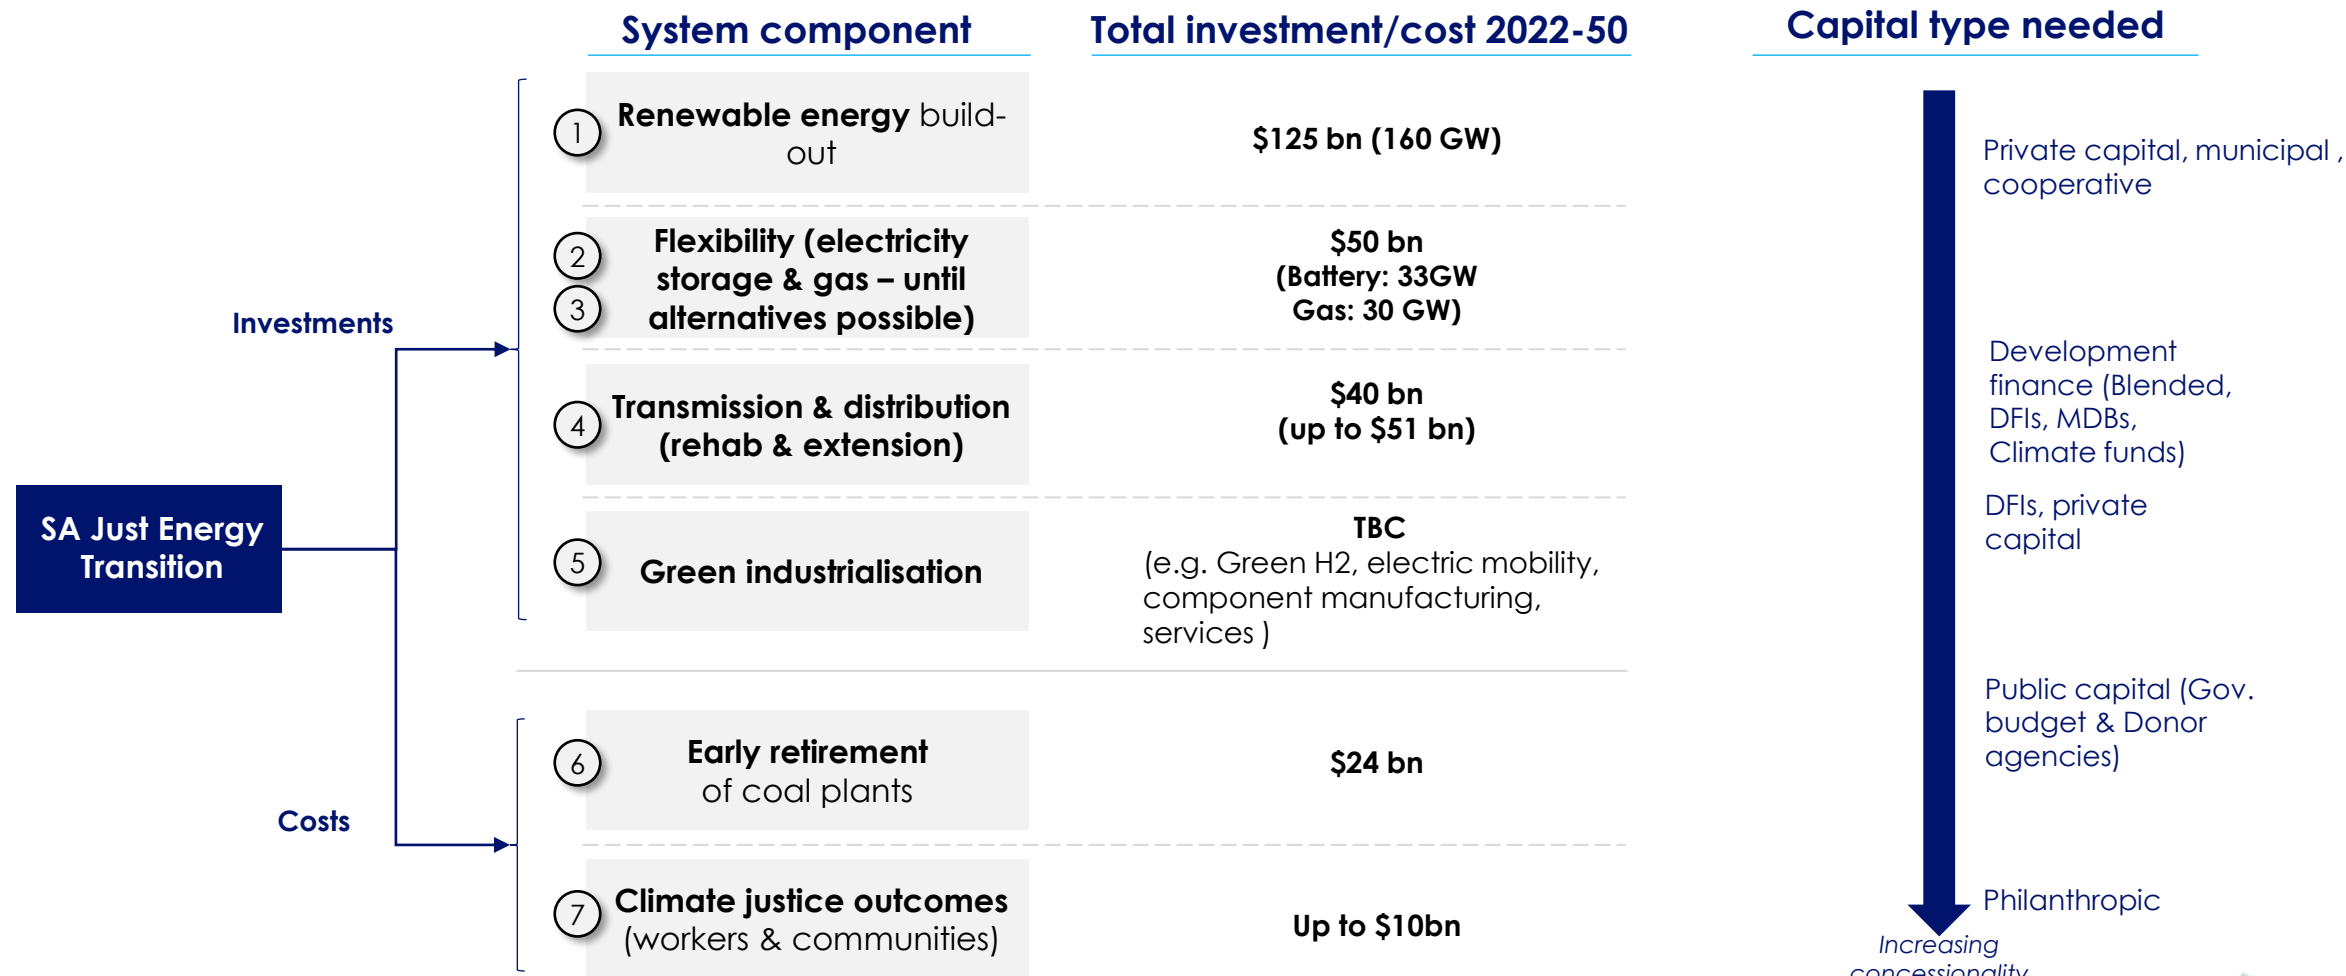 System component
Total investment/cost 2022-50
Capital type needed
1
Renewable energy build-
out
$125 bn (160 GW)
Private capital, municipal ,
cooperative
2
3
Flexibility (electricity
storage & gas – until
alternatives possible)
$50 bn
(Battery: 33GW
Gas: 30 GW)
Investments
Development
finance (Blended,
DFIs, MDBs,
Climate funds)
4
Transmission & distribution
(rehab & extension)
$40 bn
(up to $51 bn)
SA Just Energy
Transition
DFIs, private
capital
5
Green industrialisation
TBC
(e.g. Green H2, electric mobility,
component manufacturing,
services )
Public capital (Gov.
budget & Donor
agencies)
6
Early retirement
of coal plants
$24 bn
Costs
7
Climate justice outcomes
(workers & communities)
Up to $10bn
Philanthropic
Increasing
concessionality